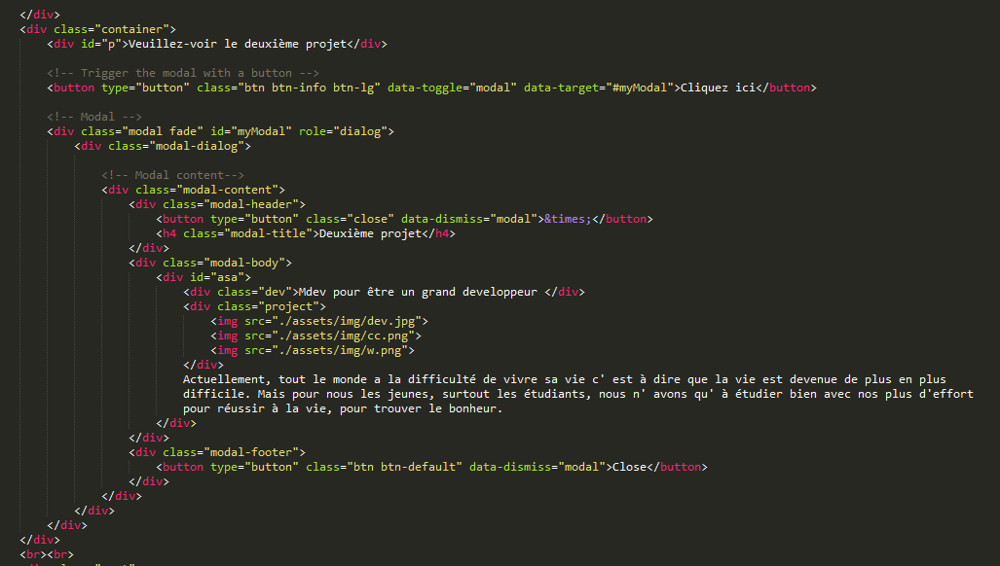 </div>
<div class="container">
<div id="p">Veuillez-voir le deuxième projet</div>
<!-- Trigger the modal with a button -->
<button type="button" class="btn btn-info btn-lg" data-toggle="modal" data-target="#myModal">Cliquez ici</button>
<!-- Modal -->
<div class="modal fade" id="myModal" role="dialog">
<div class="modal-dialog">
<!-- Modal content-->
<div class="modal-content">
<div class="modal-header">
<button type="button" class="close" data-dismiss="modal">&times;</button>
<h4 class="modal-title">Deuxième projet</h4>
</div>
<div class="modal-body">
<div id="asa">
<div class="dev">Mdev pour être un grand developpeur </div>
<div class="project">
<img src="./assets/img/dev.jpg">
<img src="./assets/img/cc.png">
<img src="./assets/img/w.png">
</div>
Actuellement, tout le monde a la difficulté de vivre sa vie c' est à dire que la vie est devenue de plus en plus
difficile. Mais pour nous les jeunes, surtout les étudiants, nous n' avons qu' à étudier bien avec nos plus d'effort
pour réussir à la vie, pour trouver le bonheur.
</div>
</div>
<div class="modal-footer">
<button type="button" class="btn btn-default" data-dismiss="modal">Close</button>
</div>
</div>
</div>
</div>
</div>
<br><br>